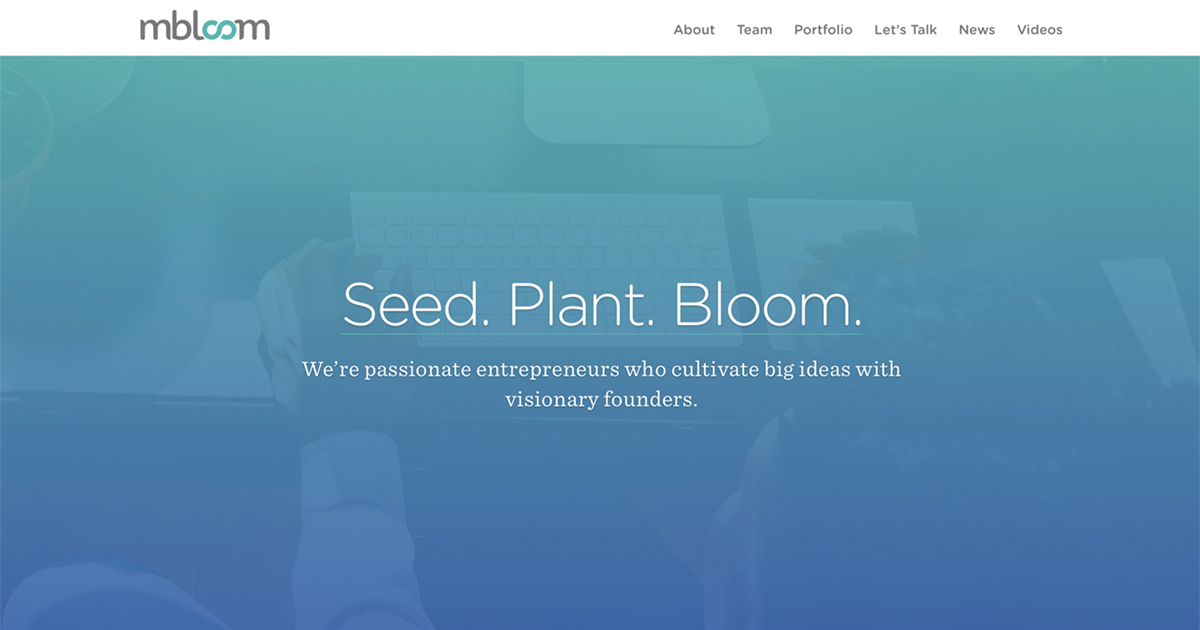 mbloom
About Team Portfolio Let’s Talk News Videos
Seed. Plant. Bloom.
We’re passionate entrepreneurs who cultivate big ideas with
visionary founders.